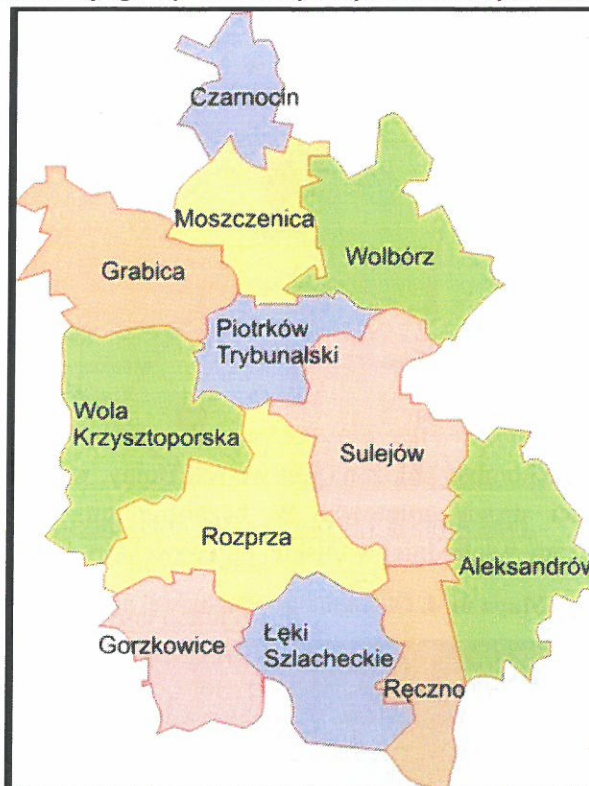 Czarnocin
Moszczenica
Wolbórz
Grabica
Piotrków
Trybunalski
Wola
Krzysztoporska
Sulejów
Rozprza
Aleksandrów
Gorzkowice
Łęki
Szlacheckie
Ręczno